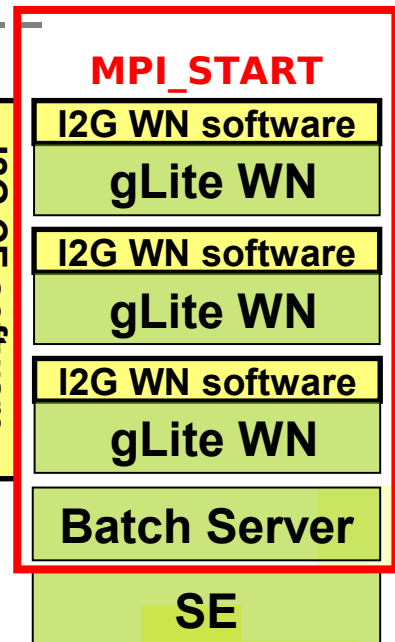 MPI_START
I2G WN software
gLite WN
I2G WN software
gLite WN
I2G WN software
gLite WN
Batch Server
SE